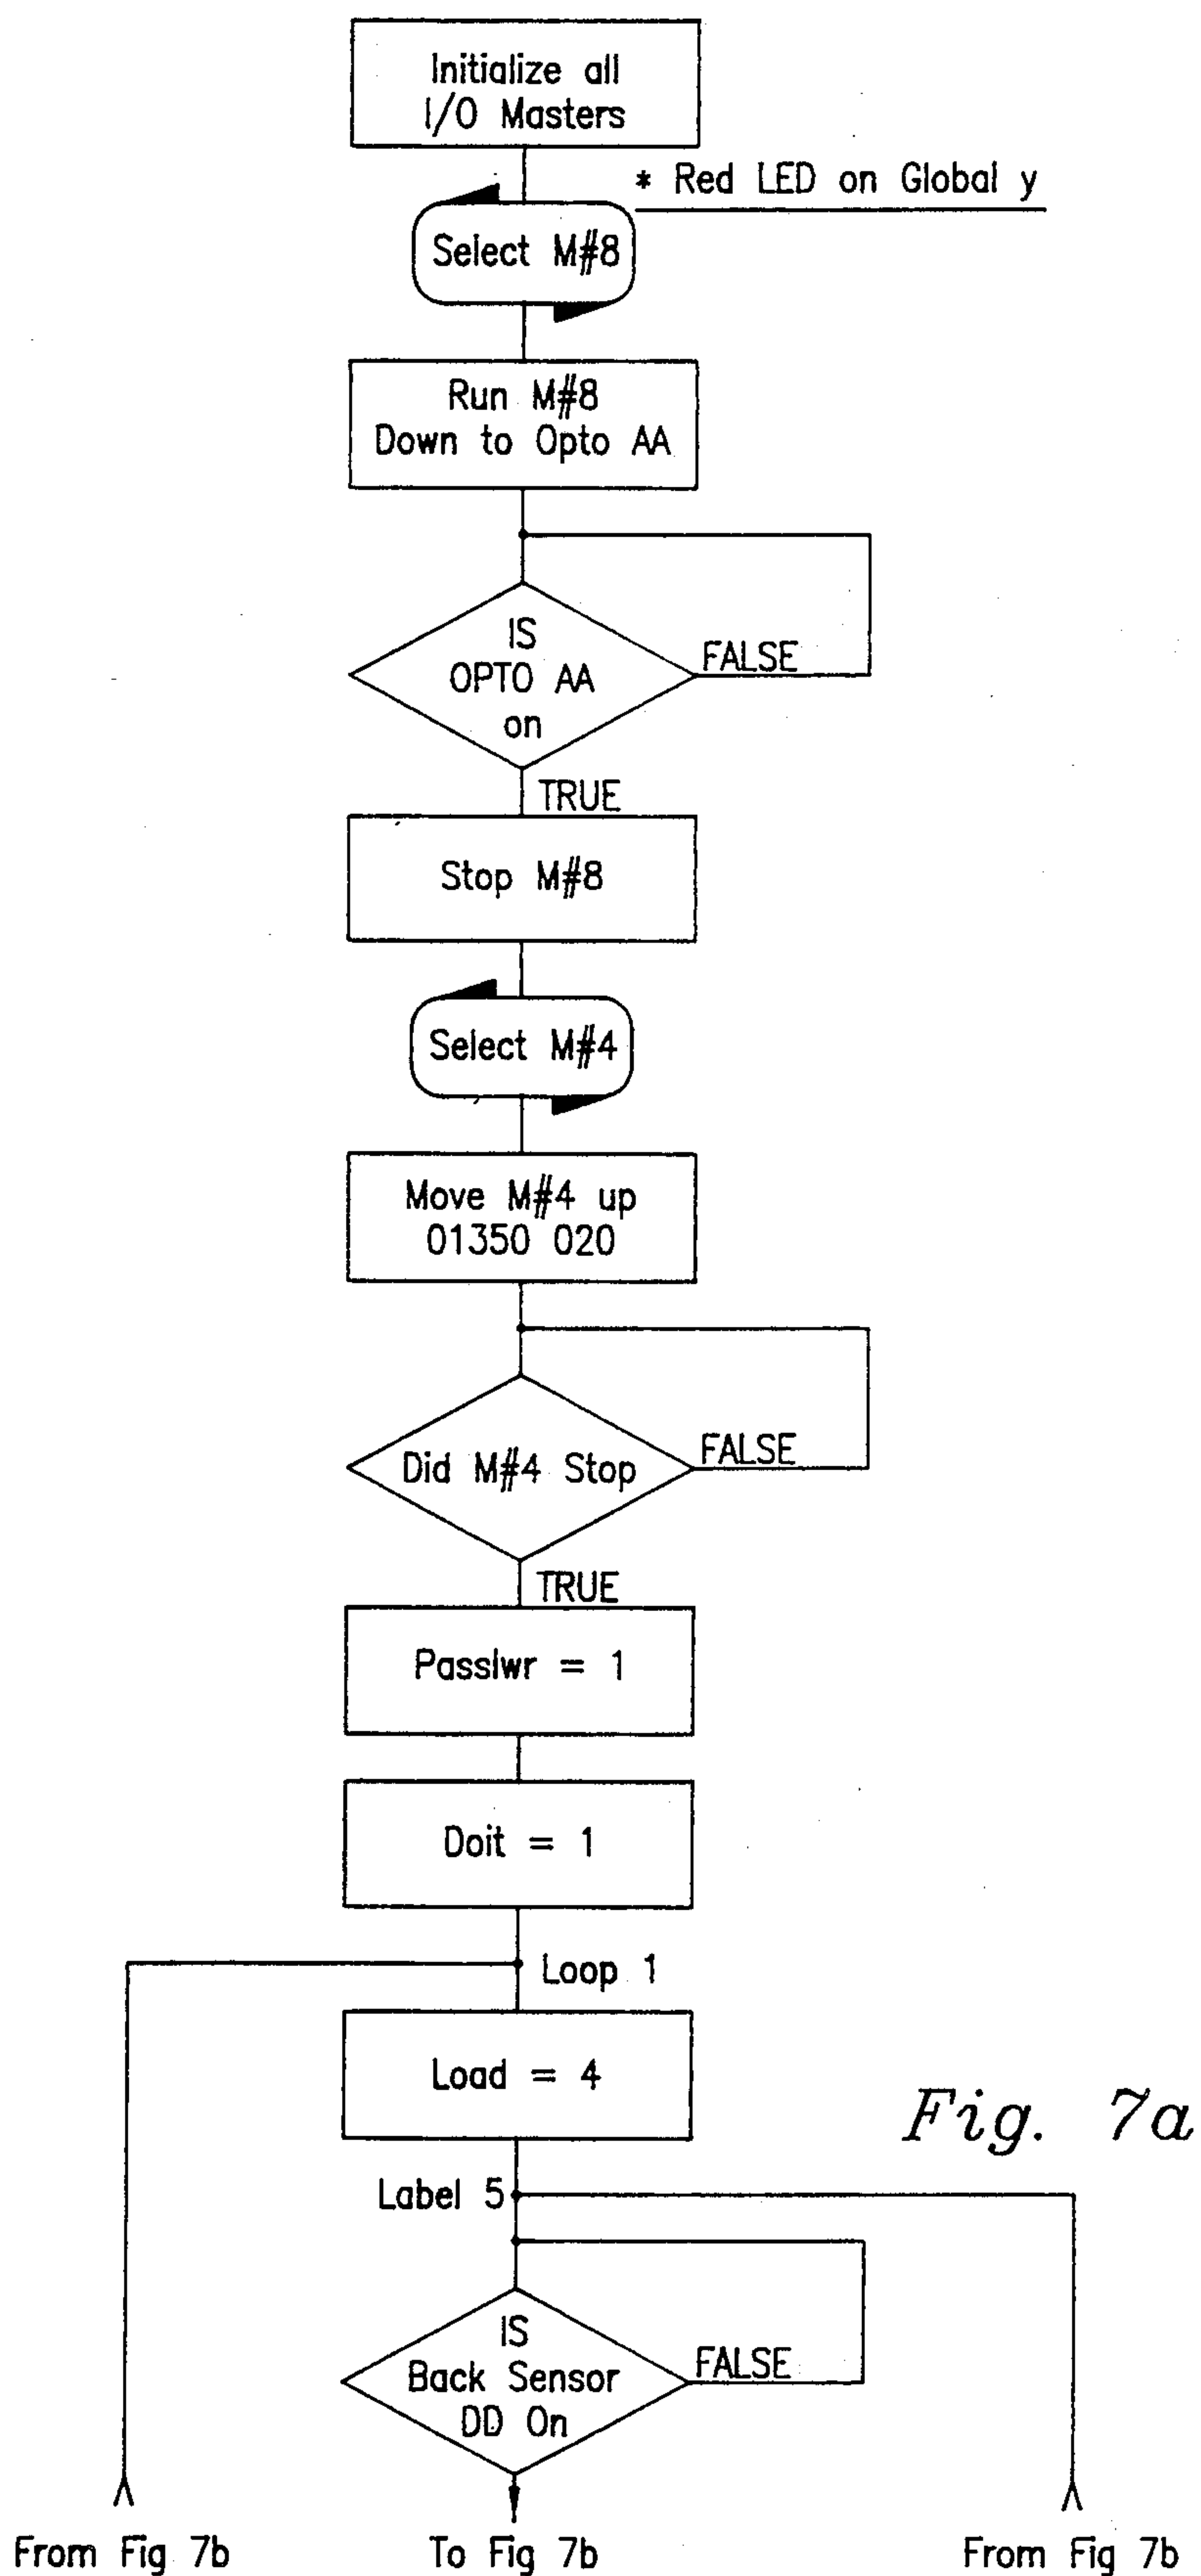 Initialize all
I/O Masters
* Red LED on Global y
Select M#8
Run M#8
Down to Opto AA
IS
OPTO AA
on
FALSE
TRUE
Stop M#8
Select M#4
Move M#4 up
01350 020
Did M#4 Stop
FALSE
TRUE
Passlwr = 1
Doit = 1
Loop 1
Load = 4
Fig. 7a
Label 5
IS
Back Sensor
DD On
FALSE
From Fig 7b
To Fig 7b
From Fig 7b